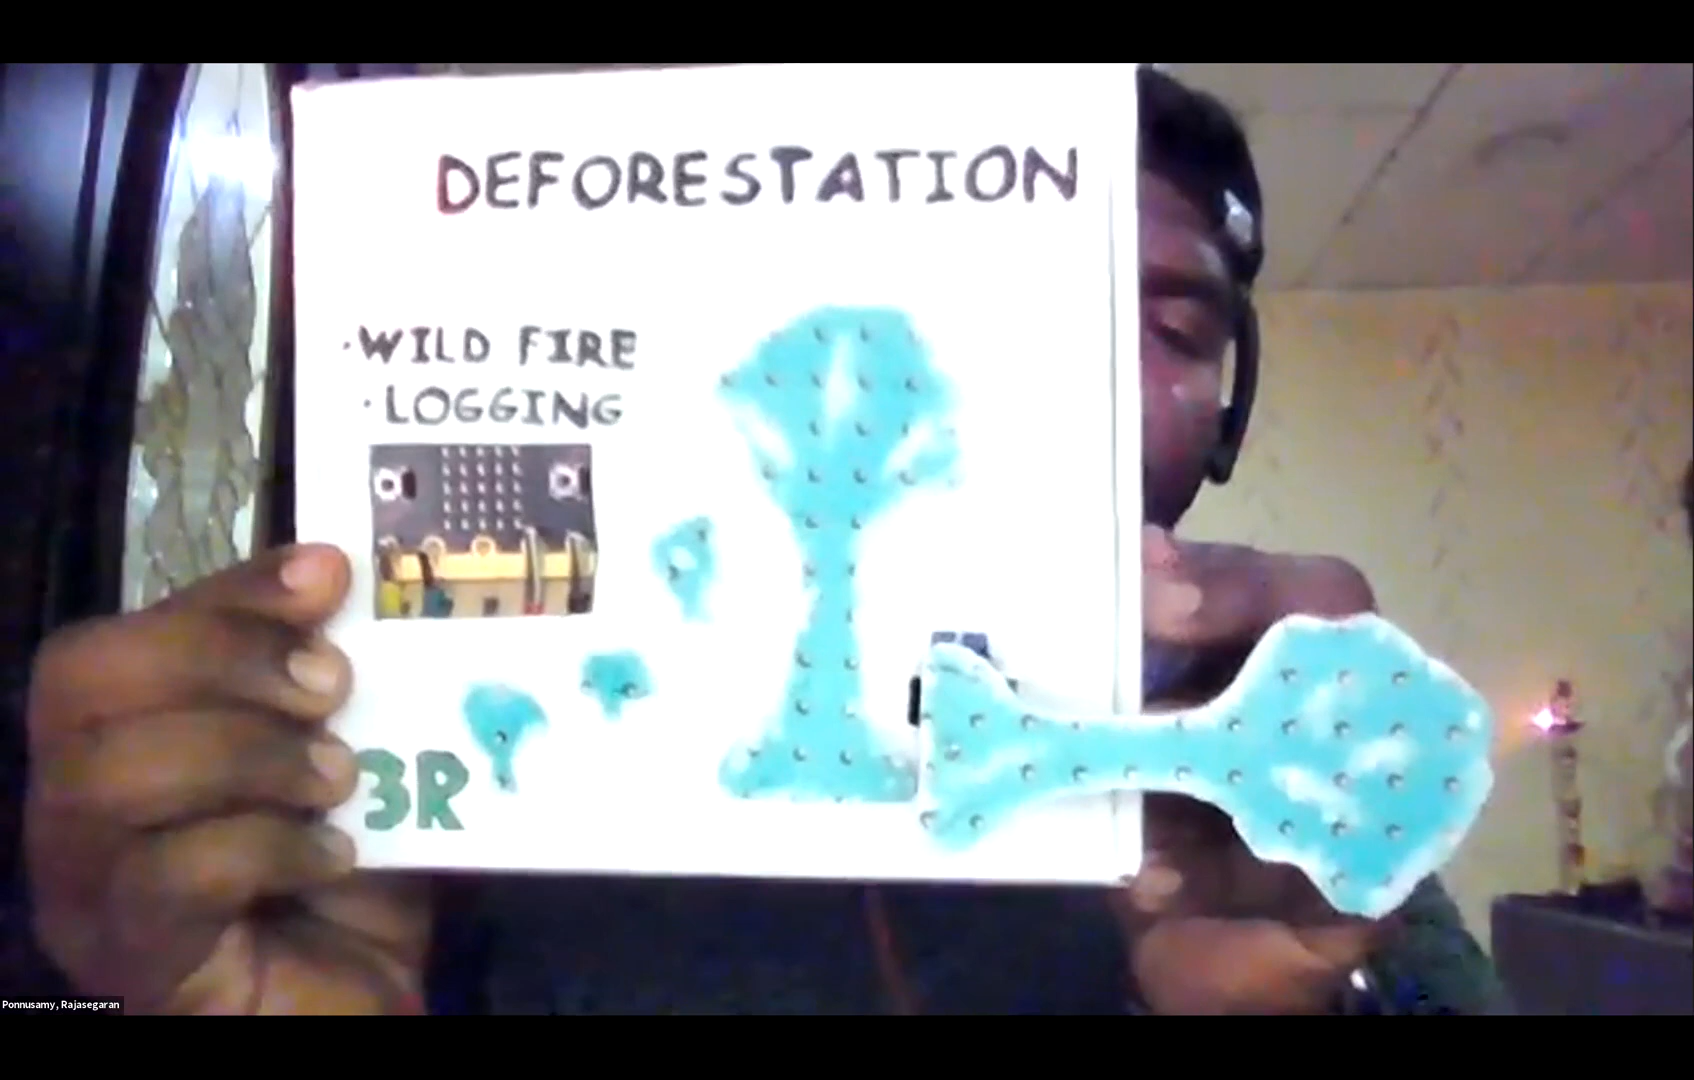 DEFORESTATION
·WILD FIRE
·LOGGING
3R
Ponnusamy, Rajasegaran